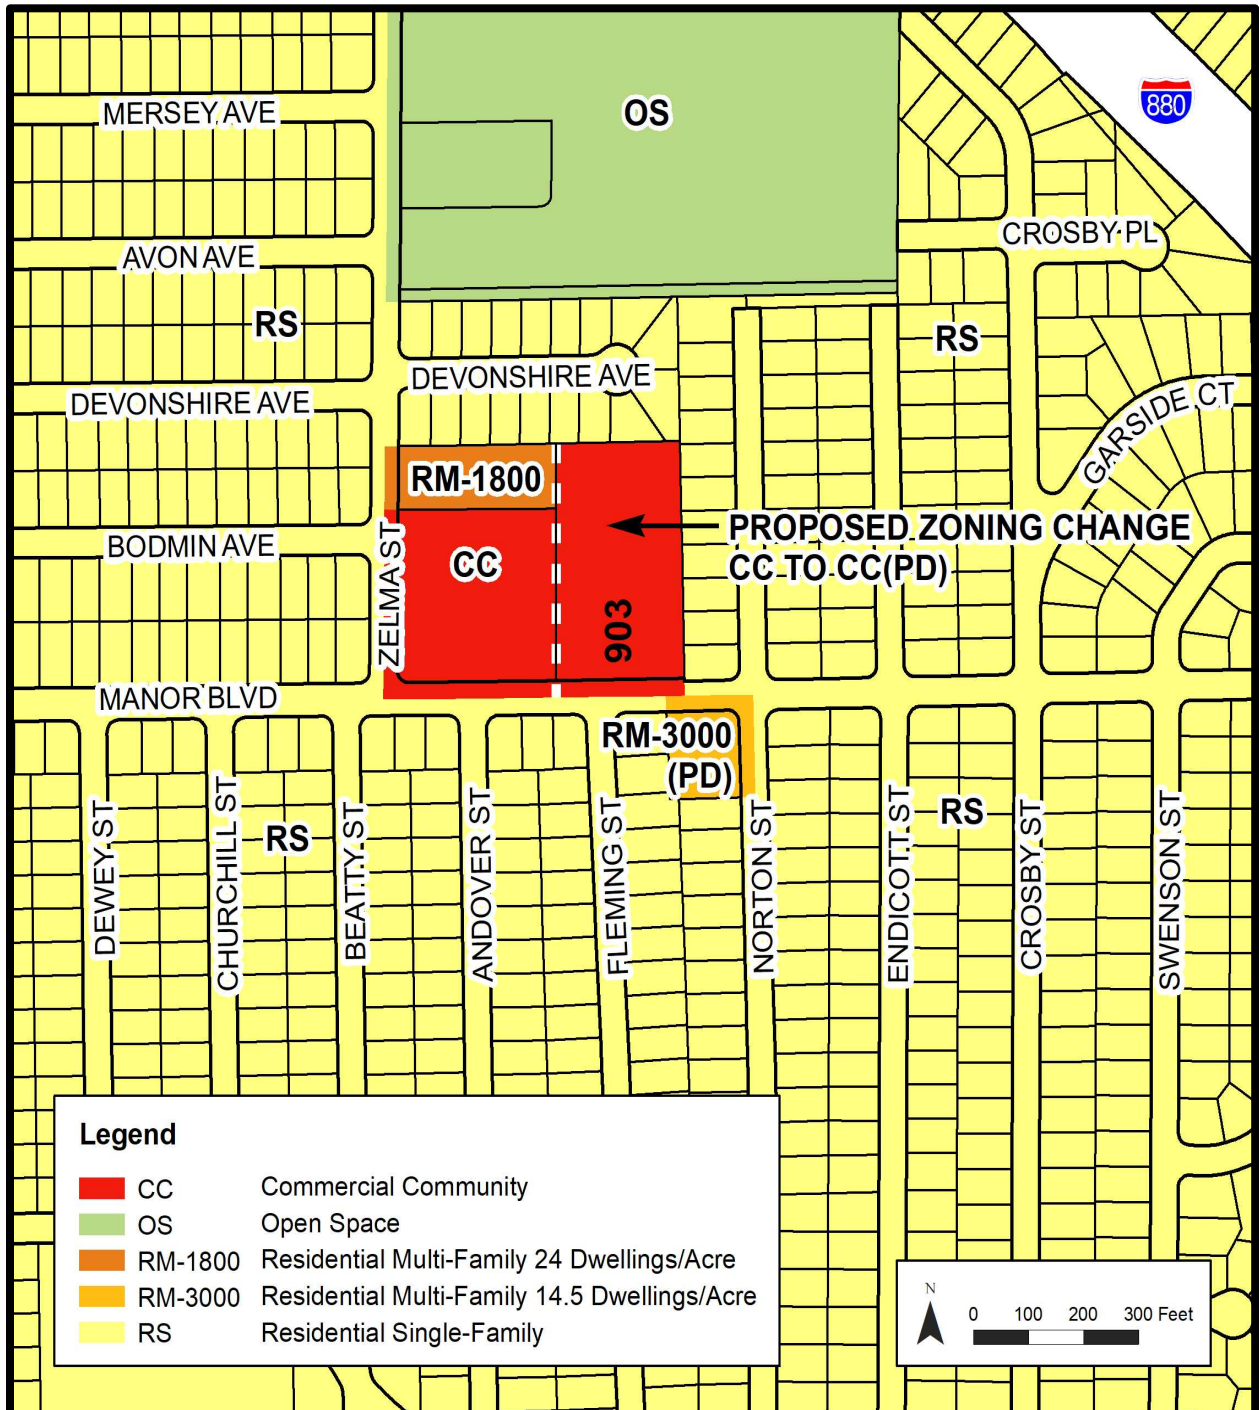 MERSEY AVE
OS
880
AVON AVE
CROSBY PL
RS
RS
DEVONSHIRE AVE
DEVONSHIRE AVE
GARSIDE CT
RM-1800
BODMIN AVE
ZELMA ST
CC
PROPOSED ZONING CHANGE
CC TO CC(PD)
903
MANOR BLVD
RM-3000
(PD)
DEWEY ST
CHURCHILL ST
RS
BEATTY ST
ANDOVER ST
FLEMING ST
NORTON ST
ENDICOTT ST
RS
CROSBY ST
SWENSON ST
Legend
CC Commercial Community
OS Open Space
RM-1800 Residential Multi-Family 24 Dwellings/Acre
RM-3000 Residential Multi-Family 14.5 Dwellings/Acre
RS Residential Single-Family
N
0 100 200 300 Feet